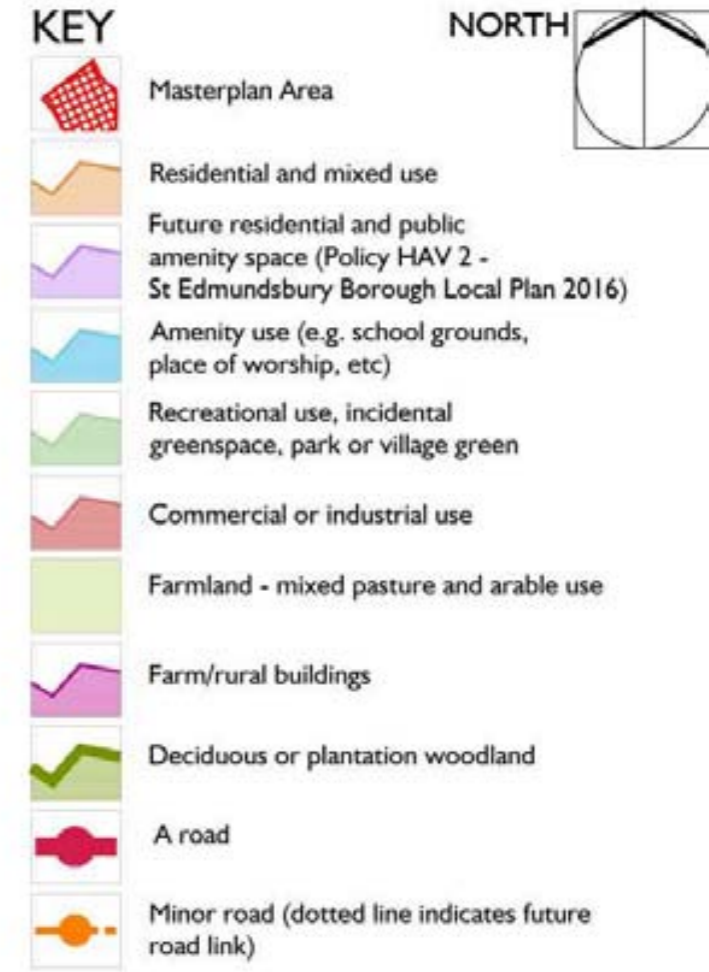 KEY
NORTH
Masterplan Area
Residential and mixed use
Future residential and public
amenity space (Policy HAV 2 -
St Edmundsbury Borough Local Plan 2016)
Amenity use (e.g. school grounds,
place of worship, etc)
Recreational use, incidental
greenspace, park or village green
Commercial or industrial use
Farmland - mixed pasture and arable use
Farm/rural buildings
Deciduous or plantation woodland
A road
Minor road (dotted line indicates future
road link)